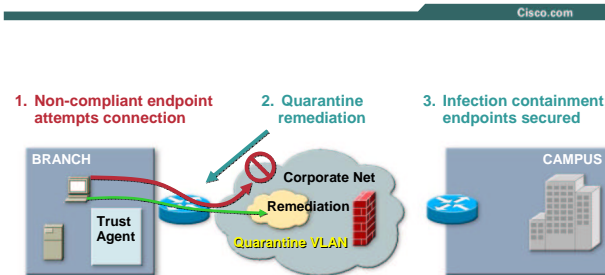 Cisco.com
1. Non-compliant endpoint
attempts connection
2. Quarantine
remediation
3. Infection containment
endpoints secured
BRANCH
Trust
Agent
Corporate Net
Remediation
Quarantine VLAN
CAMPUS